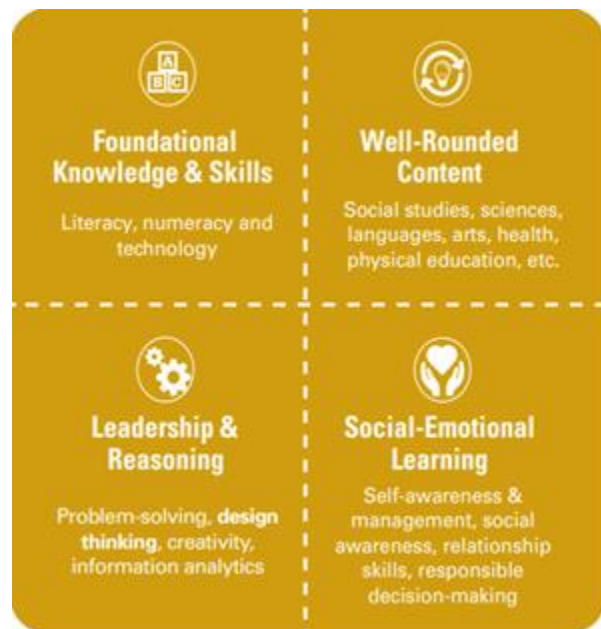 A
B C
Foundational
Knowledge & Skills
Literacy, numeracy and
technology
Well-Rounded
Content
Social studies, sciences,
languages, arts, health,
physical education, etc.
Leadership &
Reasoning
Problem-solving, design
thinking, creativity,
information analytics
Social-Emotional
Learning
Self-awareness &
management, social
awareness, relationship
skills, responsible
decision-making